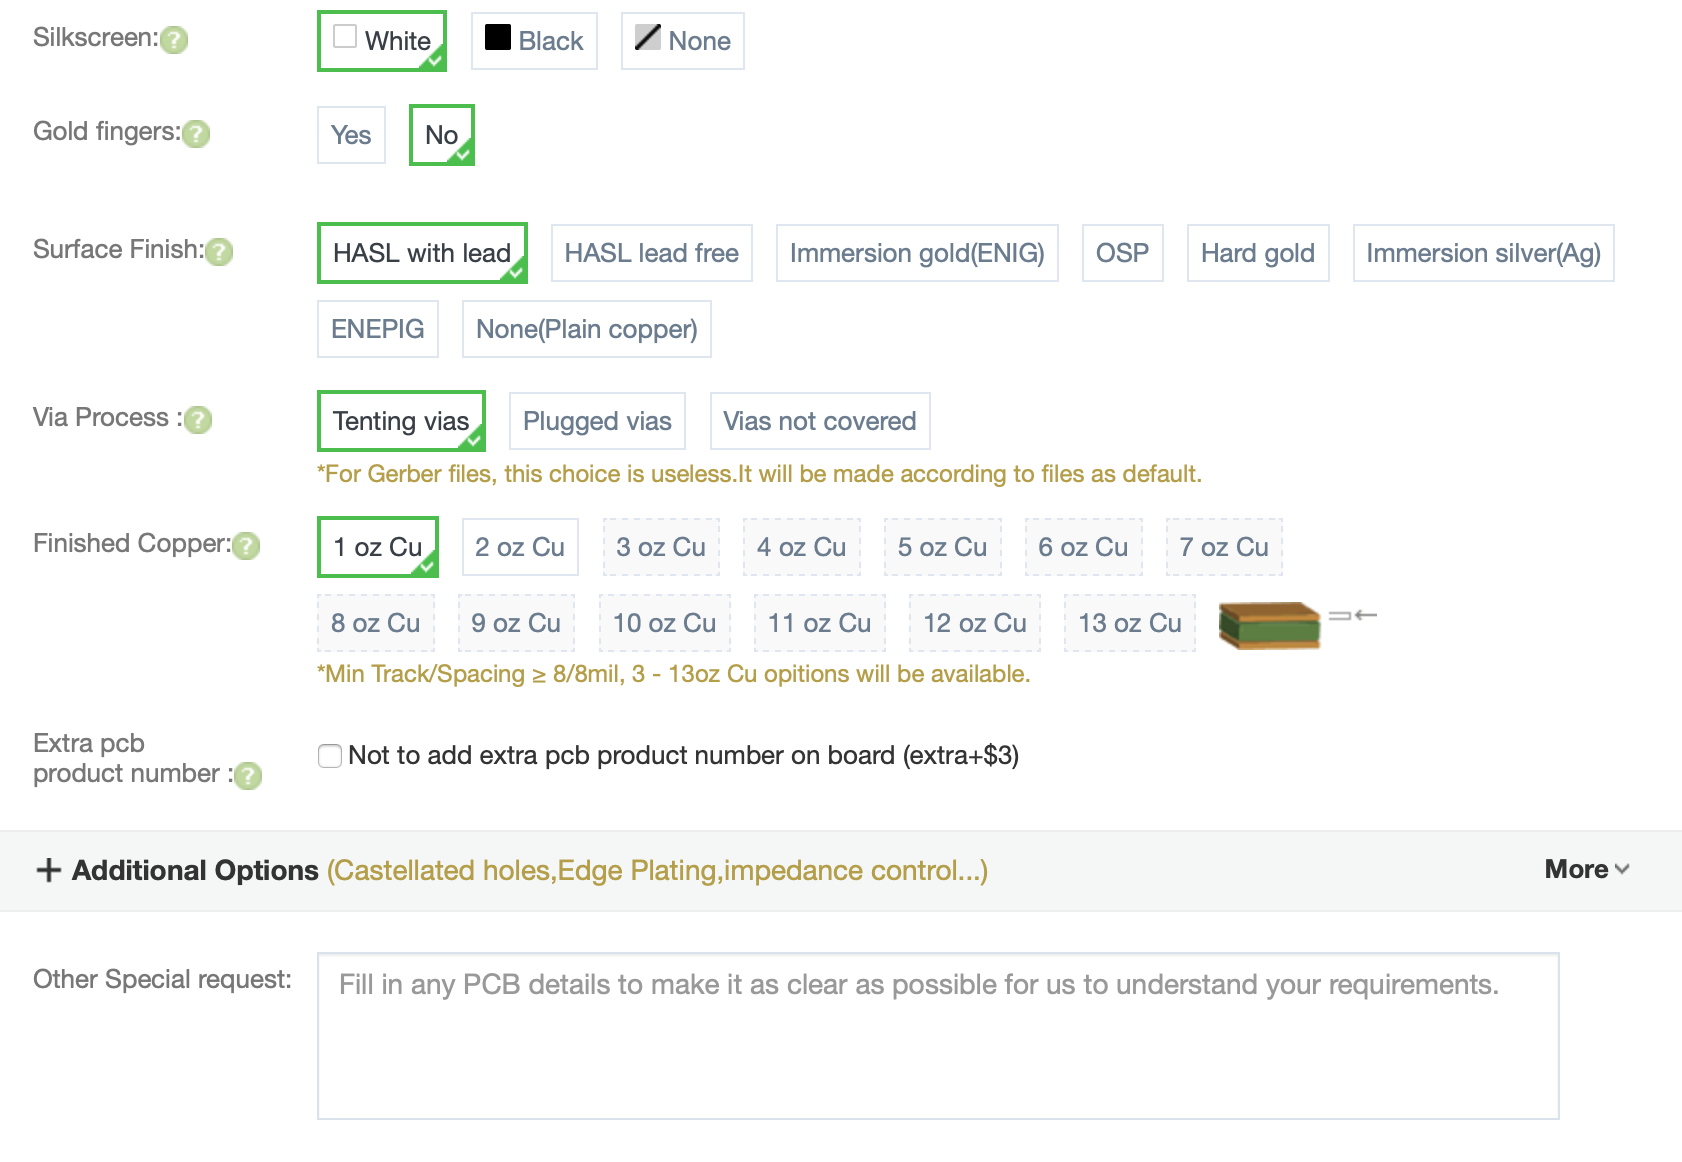 Silkscreen:? White Black None
Gold fingers:? Yes No
Surface Finish:? HASL with lead HASL lead free Immersion gold(ENIG) OSP Hard gold Immersion silver(Ag)
ENEPIG None(Plain copper)
Via Process :? Tenting vias Plugged vias Vias not covered
*For Gerber files, this choice is useless.It will be made according to files as default.
Finished Copper:? 1 oz Cu 2 oz Cu 3 oz Cu 4 oz Cu 5 oz Cu 6 oz Cu 7 oz Cu
8 oz Cu 9 oz Cu 10 oz Cu 11 oz Cu 12 oz Cu 13 oz Cu
*Min Track/Spacing ≥ 8/8mil, 3 - 13oz Cu opitions will be available.
Extra pcb
product number :? Not to add extra pcb product number on board (extra+$3)
+ Additional Options (Castellated holes,Edge Plating,impedance control...) More
Other Special request: Fill in any PCB details to make it as clear as possible for us to understand your requirements.